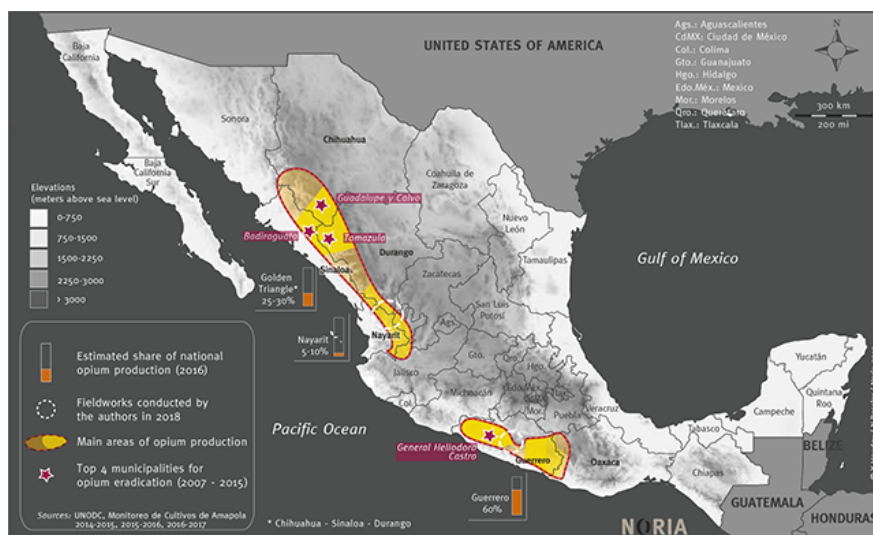 Baja
California
UNITED STATES OF AMERICA
Ags.: Aguascalientes
CdMX: Ciudad de México
Col.: Colima
Gto.: Guanajuato
Hgo.: Hidalgo
Edo.Méx.: Mexico
Mor.: Morelos
Qro.: Querétaro
Tlax.: Tlaxcala
300 km
200 mi
Sonora
Chihuahua
Baja
California
Sur
Coahuila de
Zaragoza
Elevations
(meters above sea level)
0-750
750-1500
1500-2250
2250-3000
> 3000
Guadalupe y Calvo
Badiraguato
Tamazula
Nuevo
León
Durango
Sinaloa
Tamaulipas
Gulf of Mexico
Golden
Triangle*
25-30%
Zacatecas
San Luis
Potosí
Nayarit
Nayarit
5-10%
Ags.
Jalisco
Gto.
Qro.
Hgo.
Yucatán
Quintana
Roo
Campeche
Col.
Michoacán
Edo.Méx.
Mor.
Puebla
Veracruz
Tabasco
Pacific Ocean
General Heliodoro
Castro
Guerrero
Oaxaca
Chiapas
BELIZE
GUATEMALA
HONDURAS
Estimated share of national
opium production (2016)
Fieldworks conducted by
the authors in 2018
Main areas of opium production
Top 4 municipalities for
opium eradication (2007 - 2015)
Sources: UNODC, Monitoreo de Cultivos de Amapola
2014-2015, 2015-2016, 2016-2017
* Chihuahua - Sinaloa - Durango
Guerrero
60%
NORIA